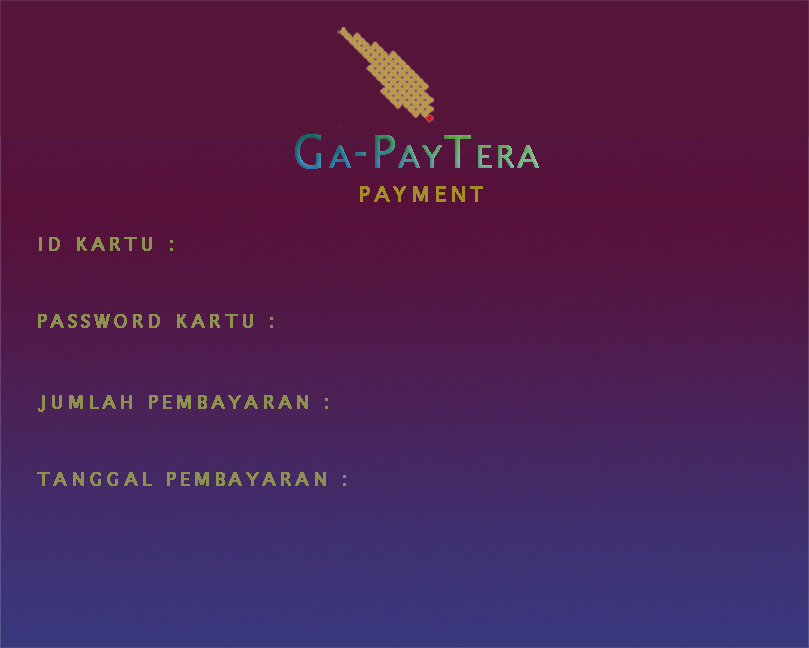 GA-PAYTERA
PAYMENT
ID KARTU :
PASSWORD KARTU :
JUMLAH PEMBAYARAN :
TANGGAL PEMBAYARAN :